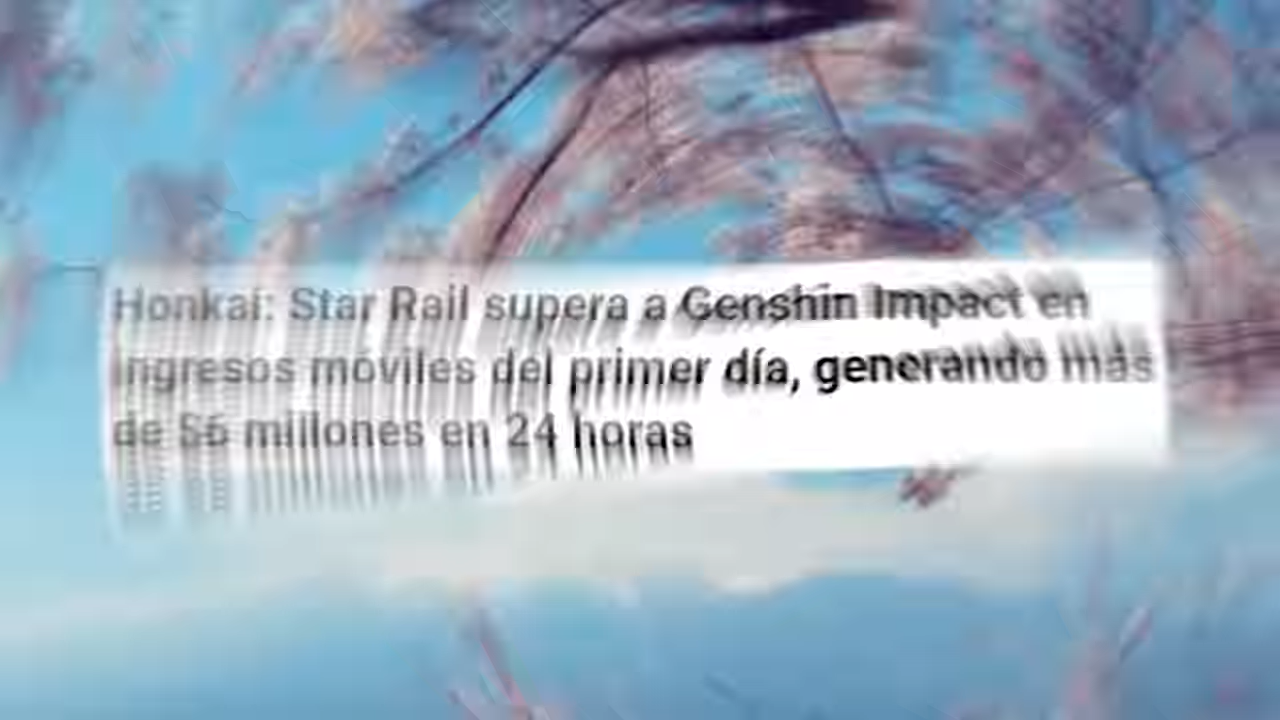 Honkai: Star Rail supera a Genshin Impact en
ingresos móviles del primer día, generando más
de $6 millones en 24 horas